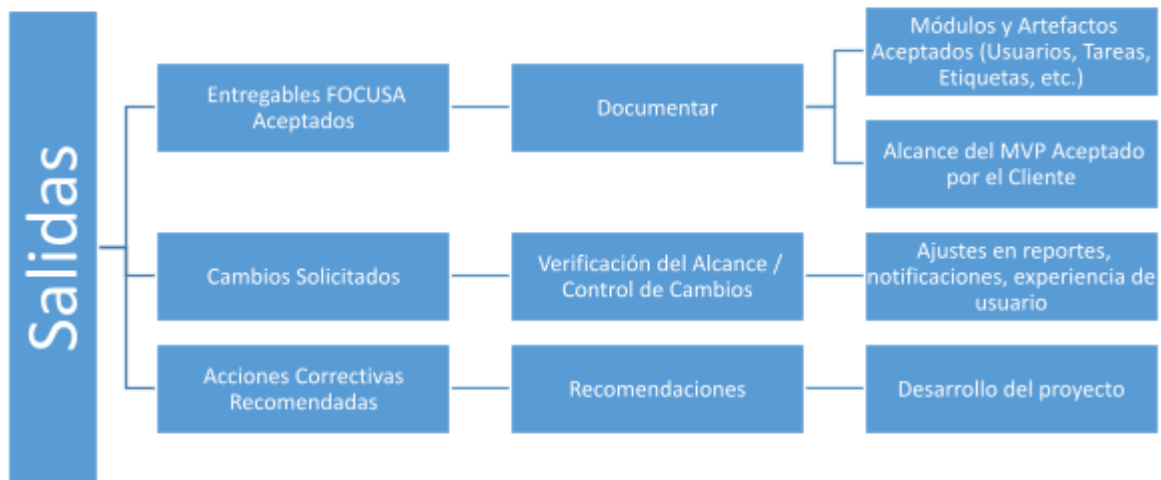 Salidas
Entregables FOCUSA
Aceptados
Documentar
Módulos y Artefactos
Aceptados (Usuarios, Tareas,
Etiquetas, etc.)
Alcance del MVP Aceptado
por el Cliente
Cambios Solicitados
Verificación del Alcance /
Control de Cambios
Ajustes en reportes,
notificaciones, experiencia de
usuario
Acciones Correctivas
Recomendadas
Recomendaciones
Desarrollo del proyecto